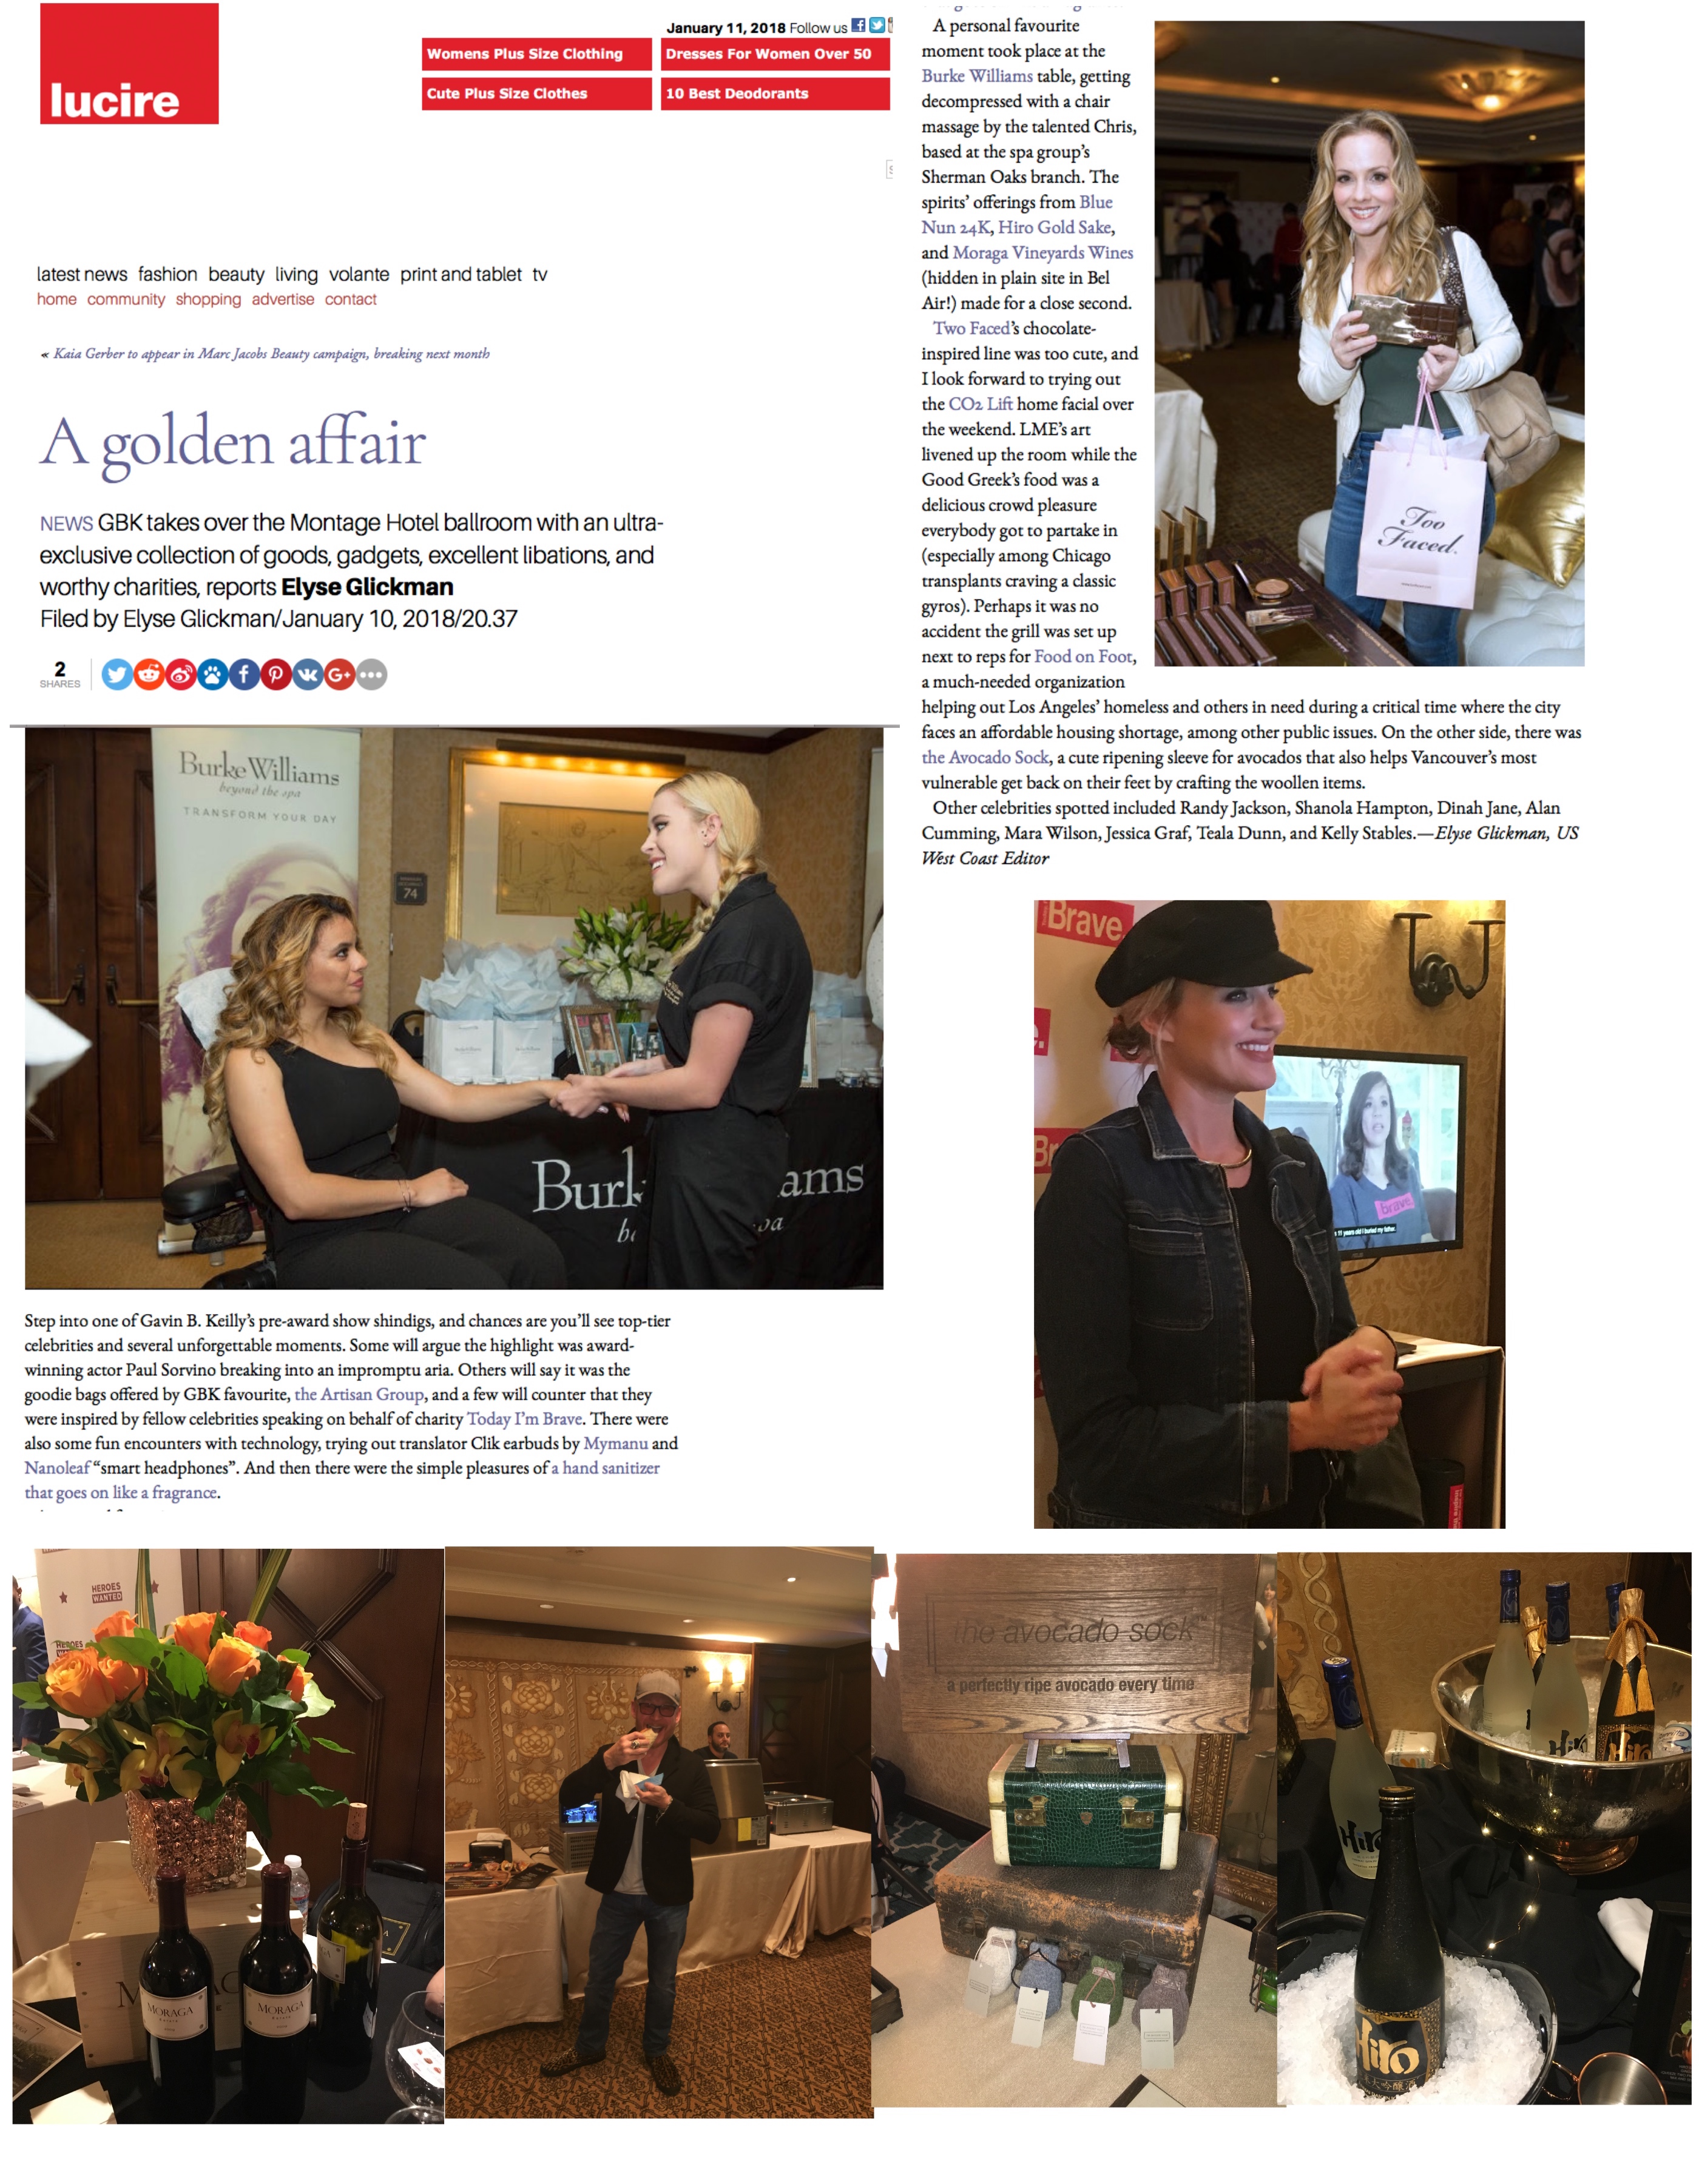 lucire
January 11, 2018 Follow us
Womens Plus Size Clothing
Dresses For Women Over 50
Cute Plus Size Clothes
10 Best Deodorants
latest news fashion beauty living volante print and tablet tv
home community shopping advertise contact
« Kaia Gerber to appear in Marc Jacobs Beauty campaign, breaking next month
A golden affair
NEWS GBK takes over the Montage Hotel ballroom with an ultra-
exclusive collection of goods, gadgets, excellent libations, and
worthy charities, reports Elyse Glickman
Filed by Elyse Glickman/January 10, 2018/20.37
2
SHARES
Burke Williams
beyond the spa
TRANSFORM YOUR DAY
74
Burk
ams
Step into one of Gavin B. Keilly's pre-award show shindigs, and chances are you'll see top-tier
celebrities and several unforgettable moments. Some will argue the highlight was award-
winning actor Paul Sorvino breaking into an impromptu aria. Others will say it was the
goodie bags offered by GBK favourite, the Artisan Group, and a few will counter that they
were inspired by fellow celebrities speaking on behalf of charity Today I'm Brave. There were
also some fun encounters with technology, trying out translator Clik earbuds by Mymanu and
Nanoleaf “smart headphones”. And then there were the simple pleasures of a hand sanitizer
that goes on like a fragrance.
A personal favourite
moment took place at the
Burke Williams table, getting
decompressed with a chair
massage by the talented Chris,
based at the spa group's
Sherman Oaks branch. The
spirits' offerings from Blue
Nun 24K, Hiro Gold Sake,
and Moraga Vineyards Wines
(hidden in plain site in Bel
Air!) made for a close second.
Two Faced's chocolate-
inspired line was too cute, and
I look forward to trying out
the CO2 Lift home facial over
the weekend. LME's art
livened up the room while the
Good Greek's food was a
delicious crowd pleasure
everybody got to partake in
(especially among Chicago
transplants craving a classic
gyros). Perhaps it was no
accident the grill was set up
next to reps for Food on Foot,
a much-needed organization
helping out Los Angeles' homeless and others in need during a critical time where the city
faces an affordable housing shortage, among other public issues. On the other side, there was
the Avocado Sock, a cute ripening sleeve for avocados that also helps Vancouver's most
vulnerable get back on their feet by crafting the woollen items.
Other celebrities spotted included Randy Jackson, Shanola Hampton, Dinah Jane, Alan
Cumming, Mara Wilson, Jessica Graf, Teala Dunn, and Kelly Stables.—Elyse Glickman, US
West Coast Editor
Too
Faced.
Brave.
brave.
11 years old I buried my father.
HEROES
WANTED
HEROES
MORAGA
MORAGA
the avocado sock™
a perfectly ripe avocado every time
Hiro
Hiro
Hiro
Hiro